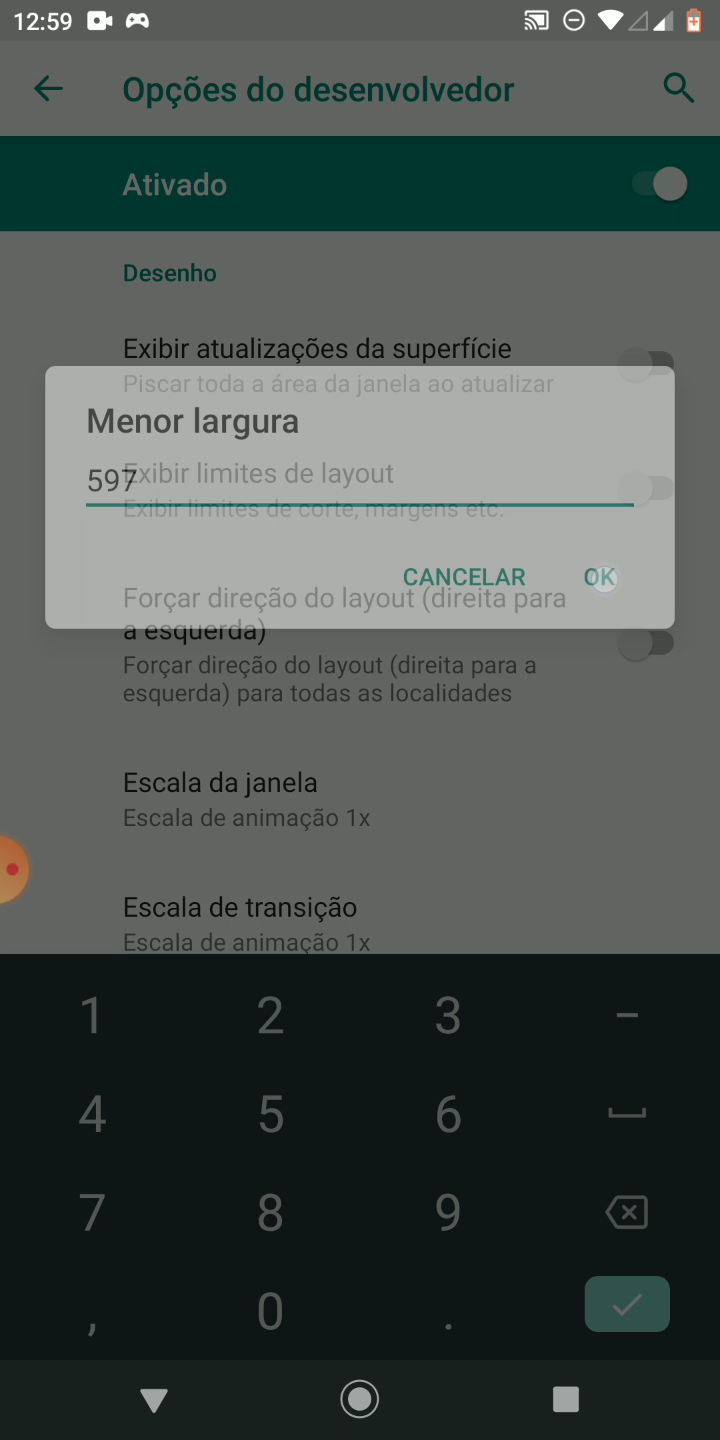 12:59
Opções do desenvolvedor
Ativado
Desenho
Exibir atualizações da superfície
Piscar toda a área da janela ao atualizar
Menor largura
Exibir limites de layout
597
Exibir limites de corte, margens etc.
CANCELAR OK
Forçar direção do layout (direita para
a esquerda)
Forçar direção do layout (direita para a
esquerda) para todas as localidades
Escala da janela
Escala de animação 1x
Escala de transição
Escala de animação 1x
1 2 3 -
4 5 6
7 8 9
, 0 .